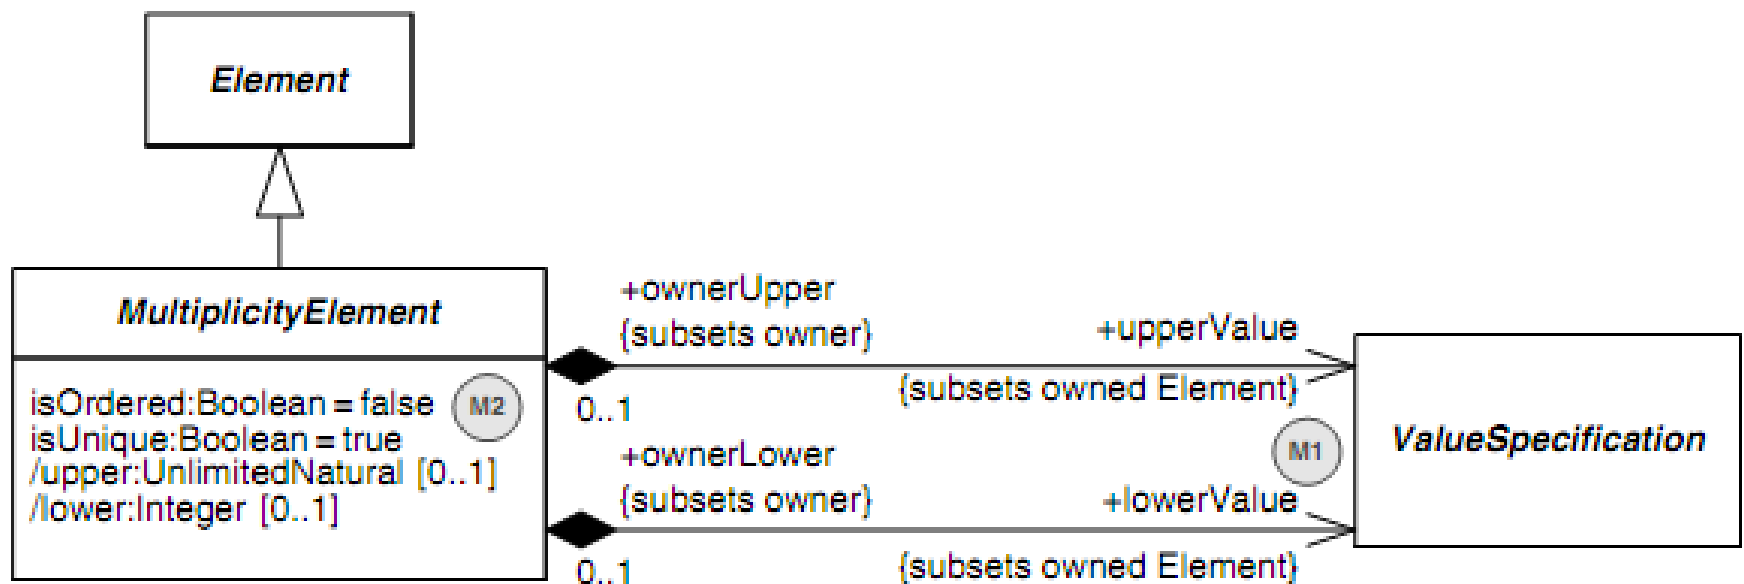 Element
MultiplicityElement
isOrdered:Boolean = false
isUnique:Boolean = true
/upper:UnlimitedNatural [0..1]
/lower:Integer [0..1]
M2
+ownerUpper
{subsets owner}
0..1
+upperValue
{subsets owned Element}
+ownerLower
{subsets owner}
0..1
M1
+lowerValue
{subsets owned Element}
ValueSpecification